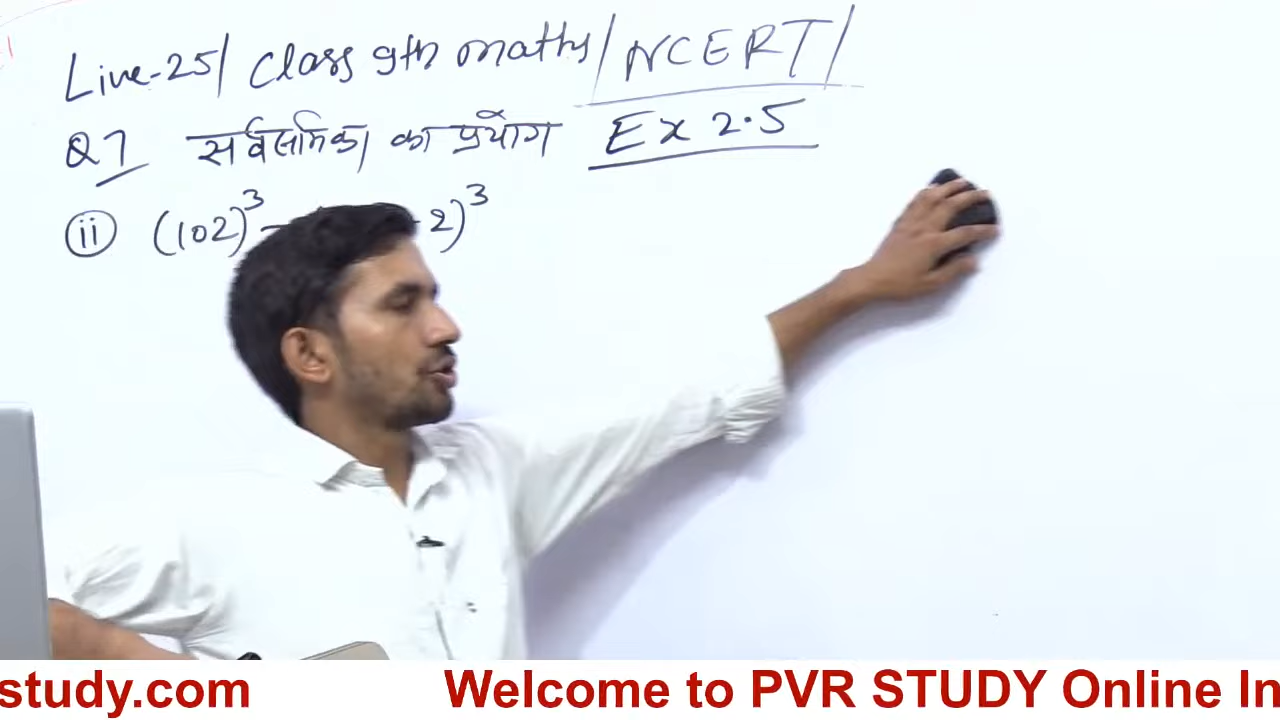 Live-25/ Class 9th maths/ NCERT/
Q7 सर्वसमिका का प्रयोग Ex 2.5
ii (102)³ 2)³
study.com Welcome to PVR STUDY Online In